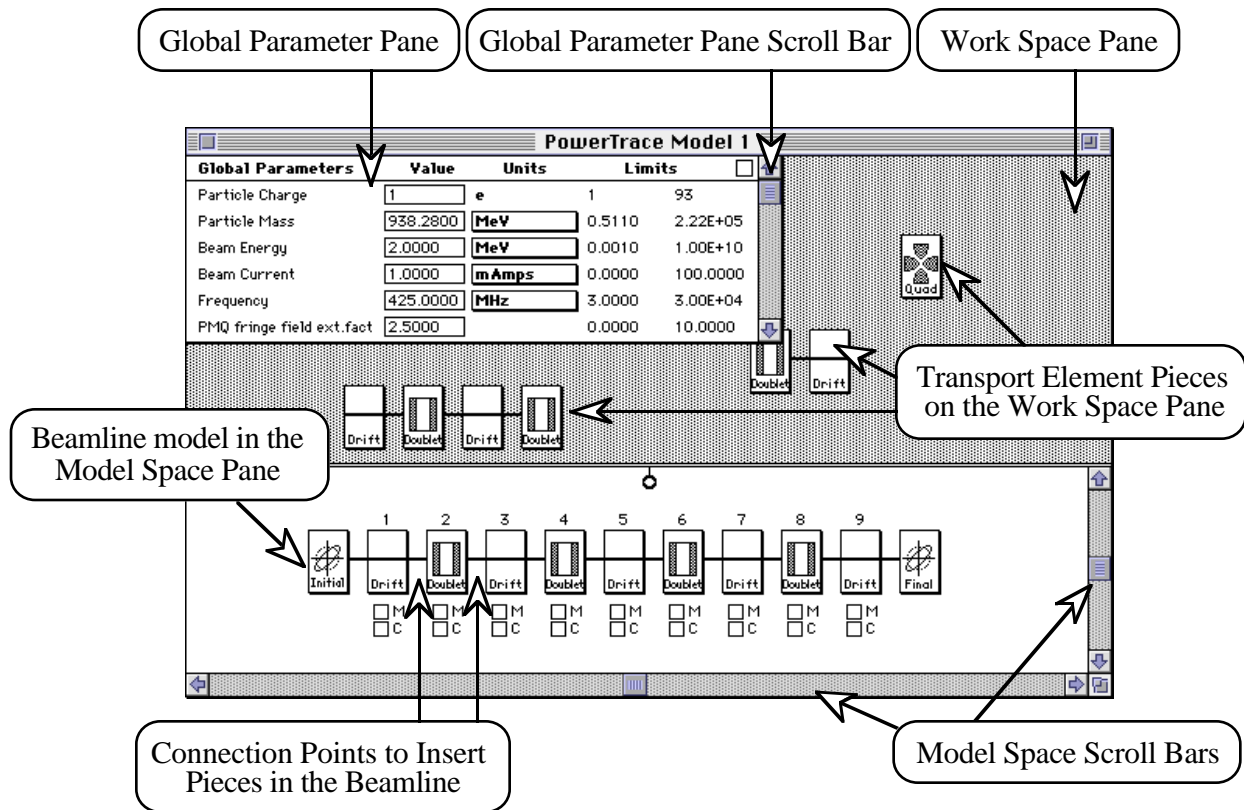 Global Parameter Pane
Global Parameter Pane Scroll Bar
Work Space Pane
PowerTrace Model 1
Global Parameters Value Units Limits
Particle Charge 1 e 1 93
Particle Mass 938.2800 MeV 0.5110 2.22E+05
Beam Energy 2.0000 MeV 0.0010 1.00E+10
Beam Current 1.0000 mAmps 0.0000 100.0000
Frequency 425.0000 MHz 3.0000 3.00E+04
PMQ fringe field ext.fact 2.5000 0.0000 10.0000
Quad
Doublet Drift
Transport Element Pieces
on the Work Space Pane
Drift Doublet Drift Doublet
Beamline model in the
Model Space Pane
1 2 3 4 5 6 7 8 9
Initial Drift Doublet Drift Doublet Drift Doublet Drift Doublet Drift Final
M M M M M M M M M
C C C C C C C C C
Connection Points to Insert
Pieces in the Beamline
Model Space Scroll Bars